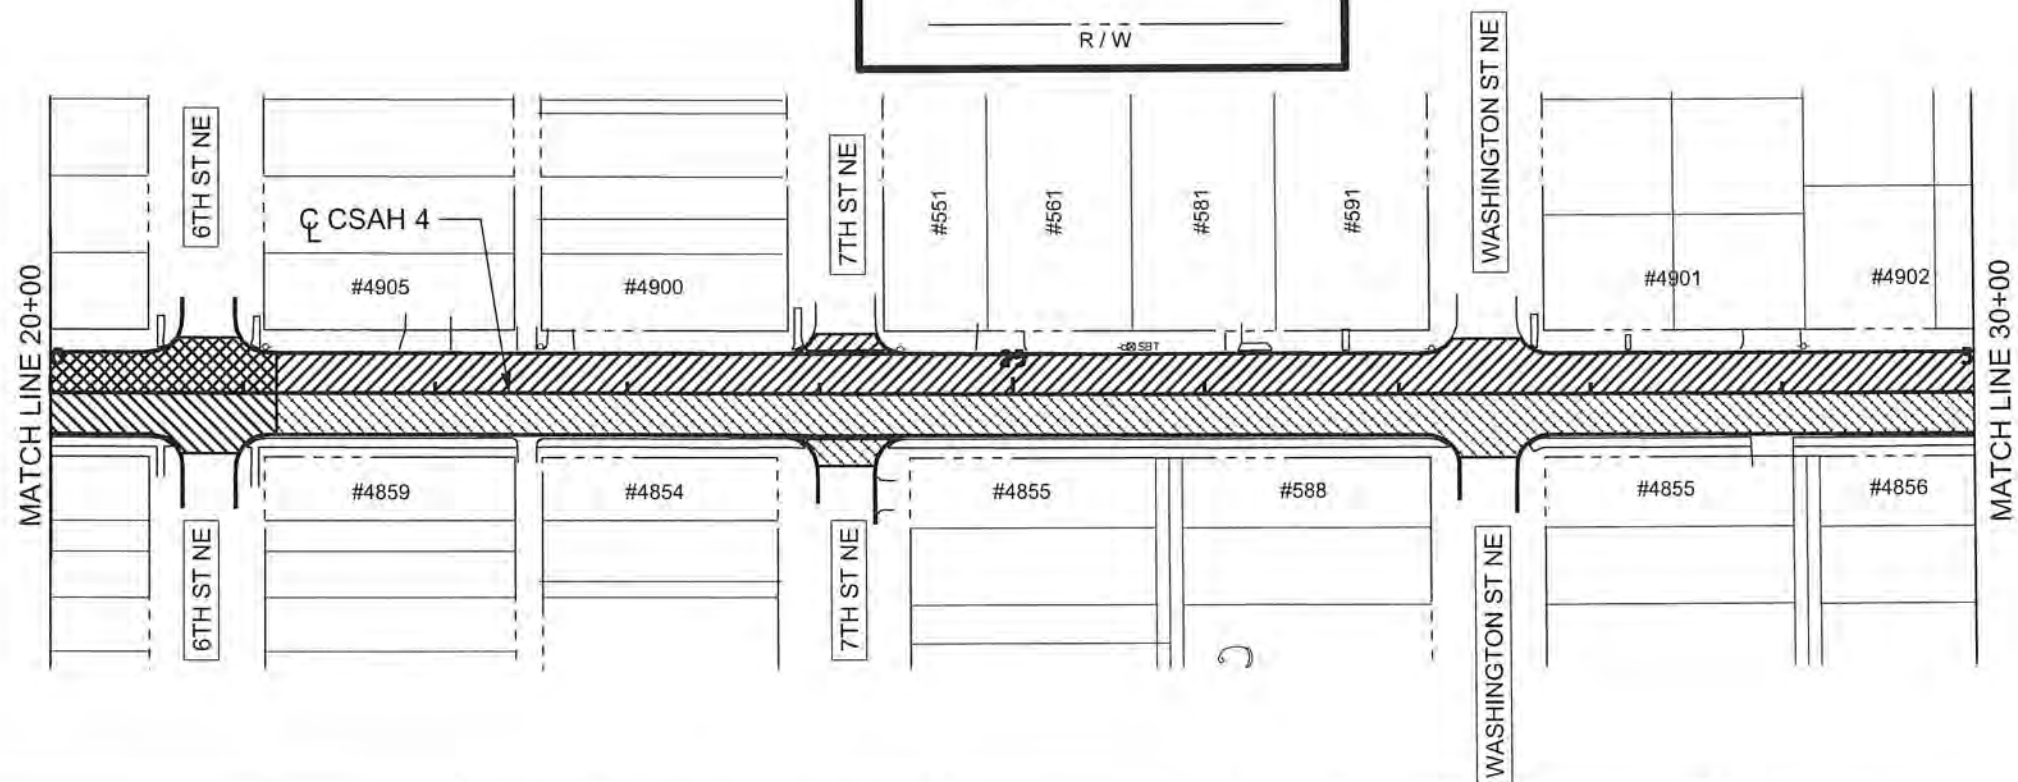 R / W
WASHINGTON ST NE
6TH ST NE
7TH ST NE
#551
#561
#581
#591
℄ CSAH 4
#4905
#4900
#4901
#4902
MATCH LINE 20+00
MATCH LINE 30+00
SBT
25
#4859
#4854
#4855
#588
#4855
#4856
6TH ST NE
7TH ST NE
WASHINGTON ST NE